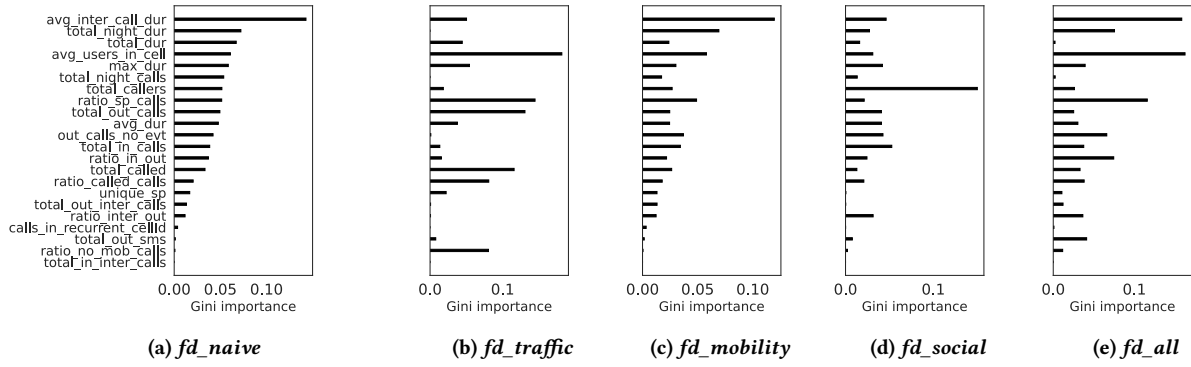 avg_inter_call_dur
total_night_dur
total_dur
avg_users_in_cell
max_dur
total_night_calls
total_callers
ratio_sp_calls
total_out_calls
avg_dur
out_calls_no_evt
total_in_calls
ratio_in_out
total_called
ratio_called_calls
unique_sp
total_out_inter_calls
ratio_inter_out
calls_in_recurrent_cellid
total_out_sms
ratio_no_mob_calls
total_in_inter_calls
0.00 0.05 0.10
Gini importance
(a) fd_naive
0.0 0.1
Gini importance
(b) fd_traffic
0.00 0.05 0.10
Gini importance
(c) fd_mobility
0.0 0.1
Gini importance
(d) fd_social
0.0 0.1
Gini importance
(e) fd_all